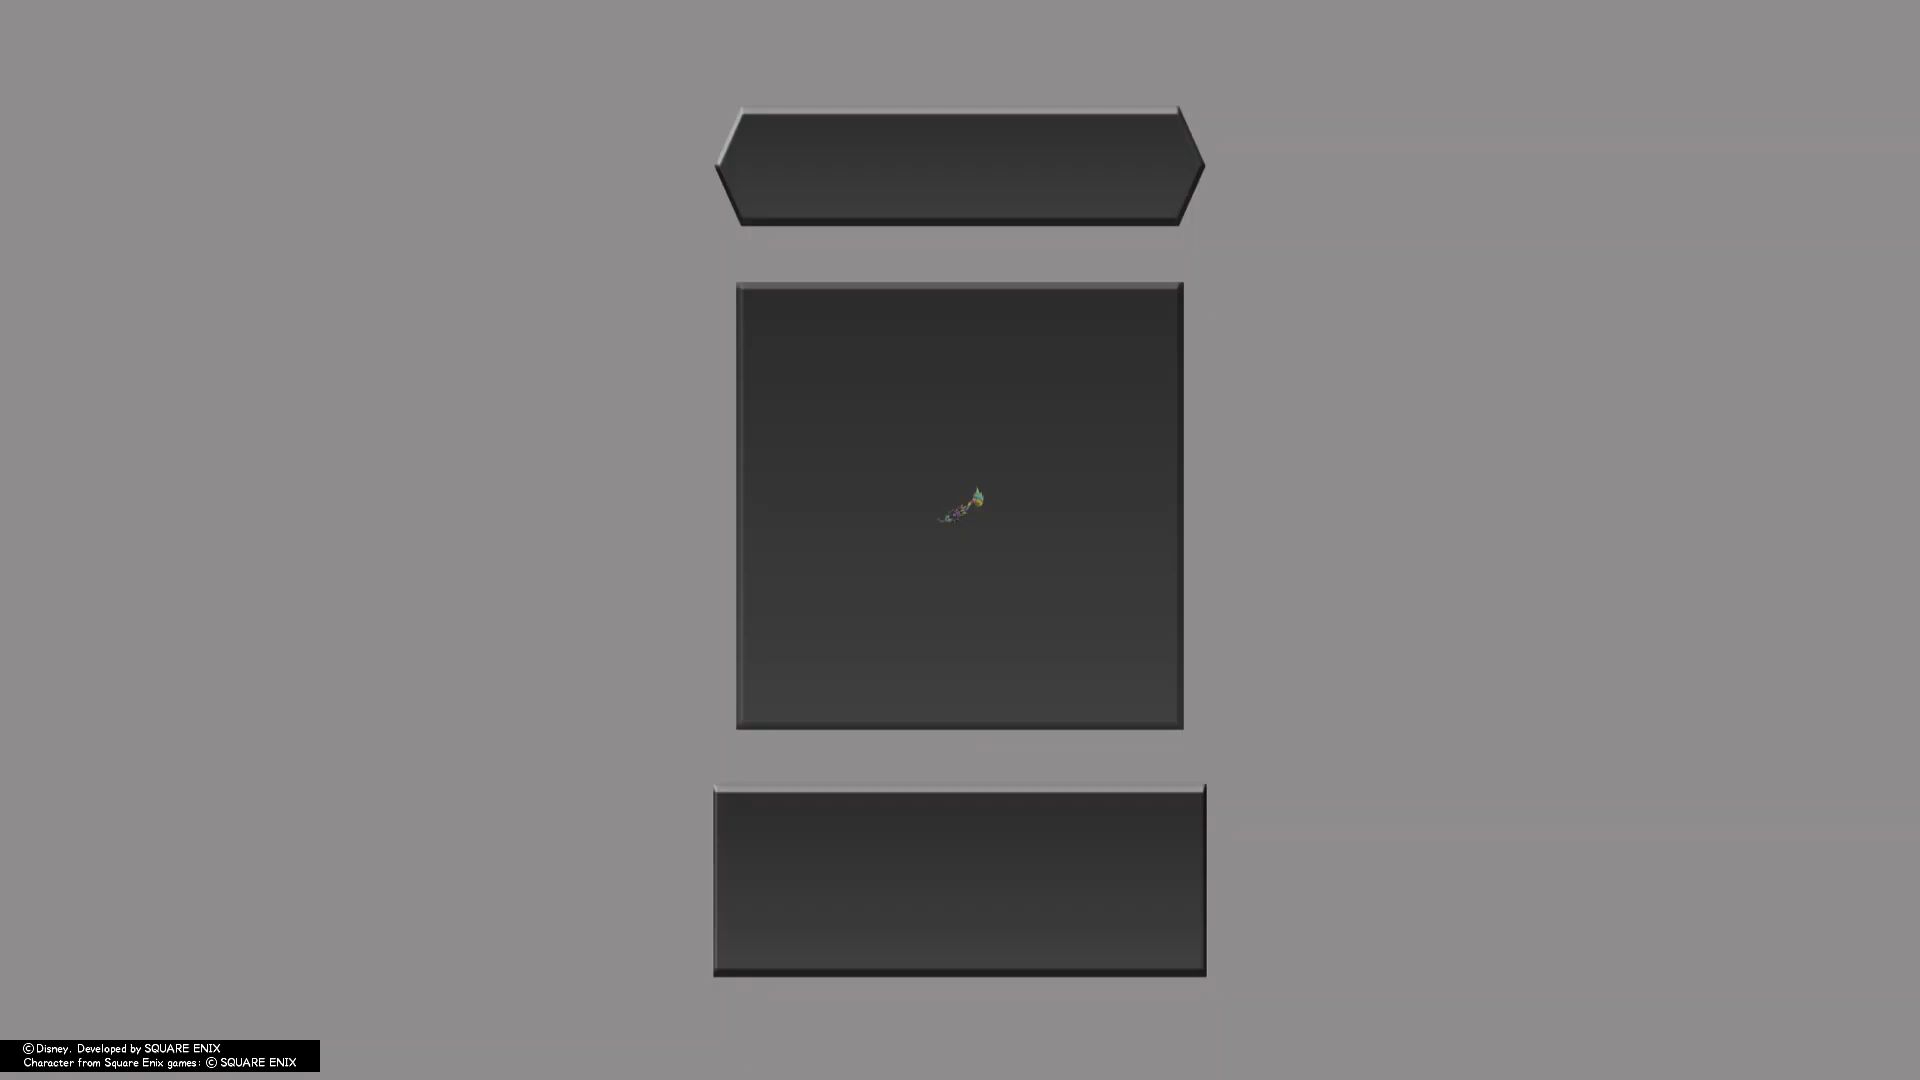 ©Disney. Developed by SQUARE ENIX
Character from Square Enix games: © SQUARE ENIX